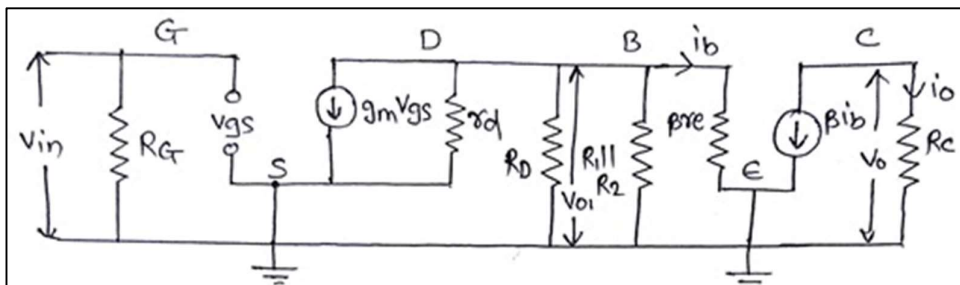 G D B ib C
Vin RG vgs gmVgs rd RD R1|| R2 βre βib Vo io RC
S Vo1 E